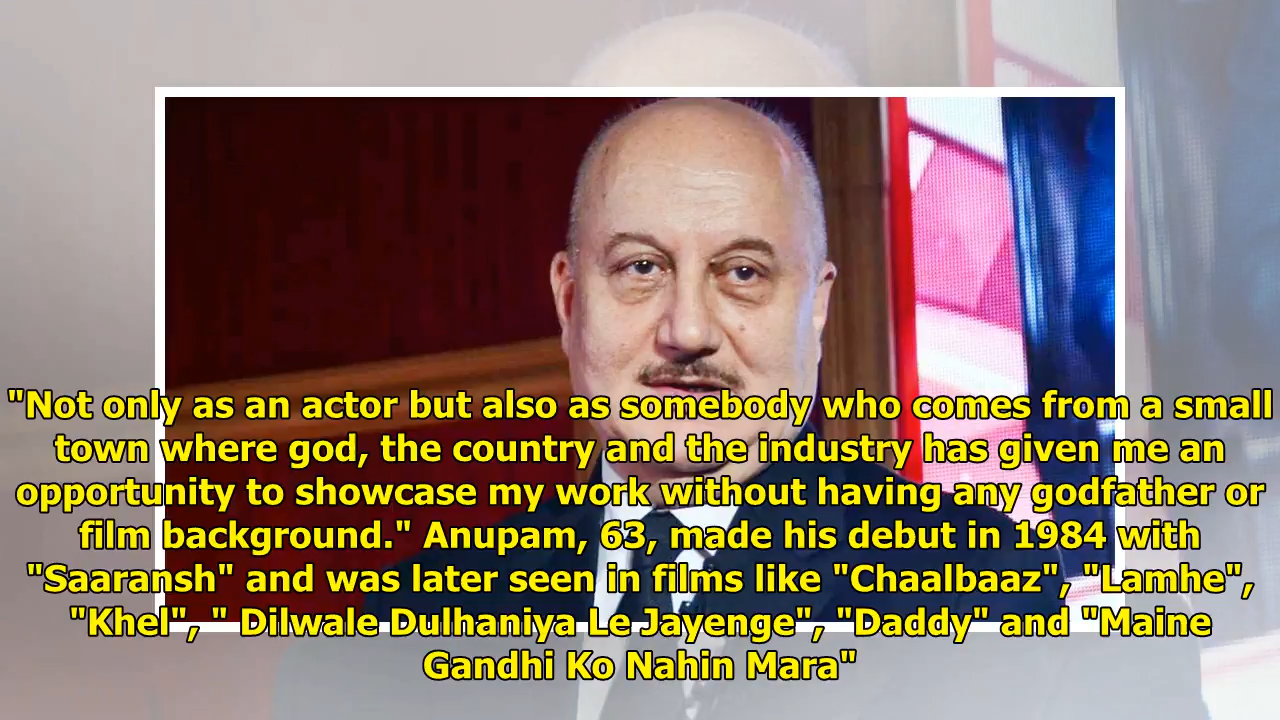 "Not only as an actor but also as somebody who comes from a small
town where god, the country and the industry has given me an
opportunity to showcase my work without having any godfather or
film background." Anupam, 63, made his debut in 1984 with
"Saaransh" and was later seen in films like "Chaalbaaz", "Lamhe",
"Khel", " Dilwale Dulhaniya Le Jayenge", "Daddy" and "Maine
Gandhi Ko Nahin Mara"